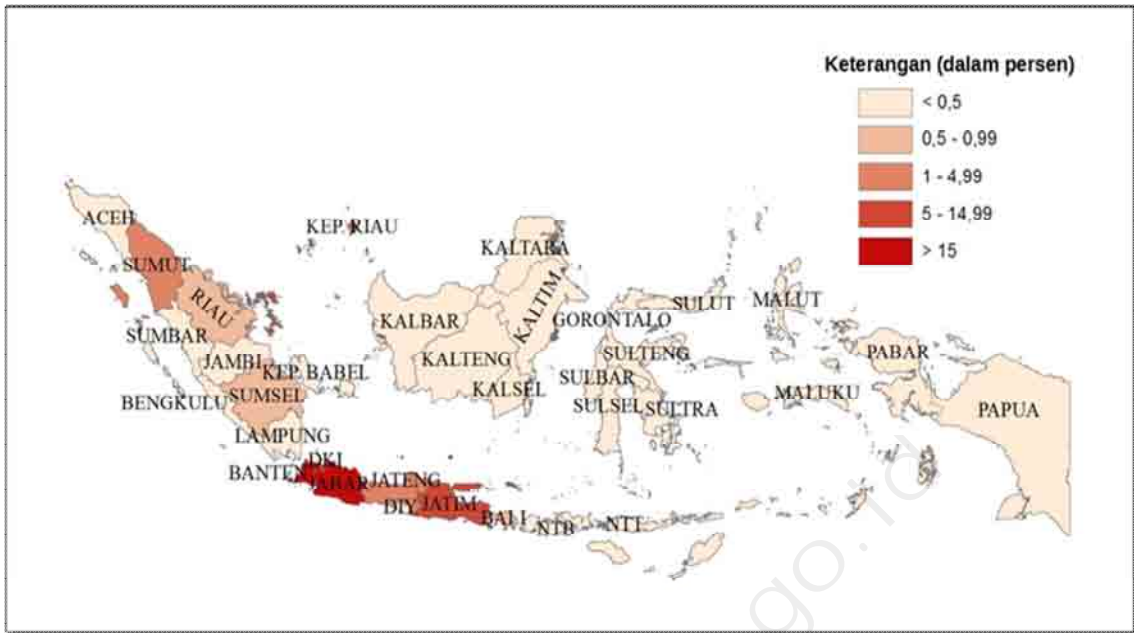 Keterangan (dalam persen)
< 0,5
0,5 - 0,99
1 - 4,99
5 - 14,99
> 15
ACEH
KEP RIAU
KALTARA
SUMUT
RIAU
KALTIM
SULUT
MALUT
KALBAR
GORONTALO
SUMBAR
JAMBI
KALTENG
SULTENG
PABAR
KEP. BABEL
SUMSEL
KALSEL
SULBAR
MALUKU
BENGKULU
SULSEL
SULTRA
PAPUA
LAMPUNG
DKI
BANTEN
JABAR
JATENG
DIY
JATIM
BALI
NTB
NTT
go.id